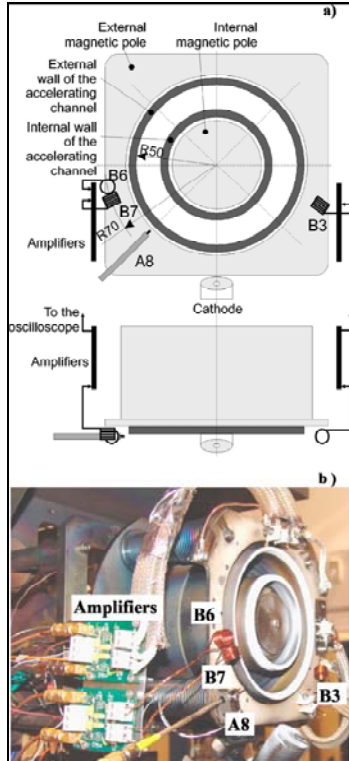 a)
External
magnetic pole
Internal
magnetic pole
External
wall of the
accelerating
channel
Internal wall
of the
accelerating
channel
R50
B6
B7
R70
B3
Amplifiers
A8
Cathode
To the
oscilloscope
Amplifiers
b)
Amplifiers
B6
B7
B3
A8